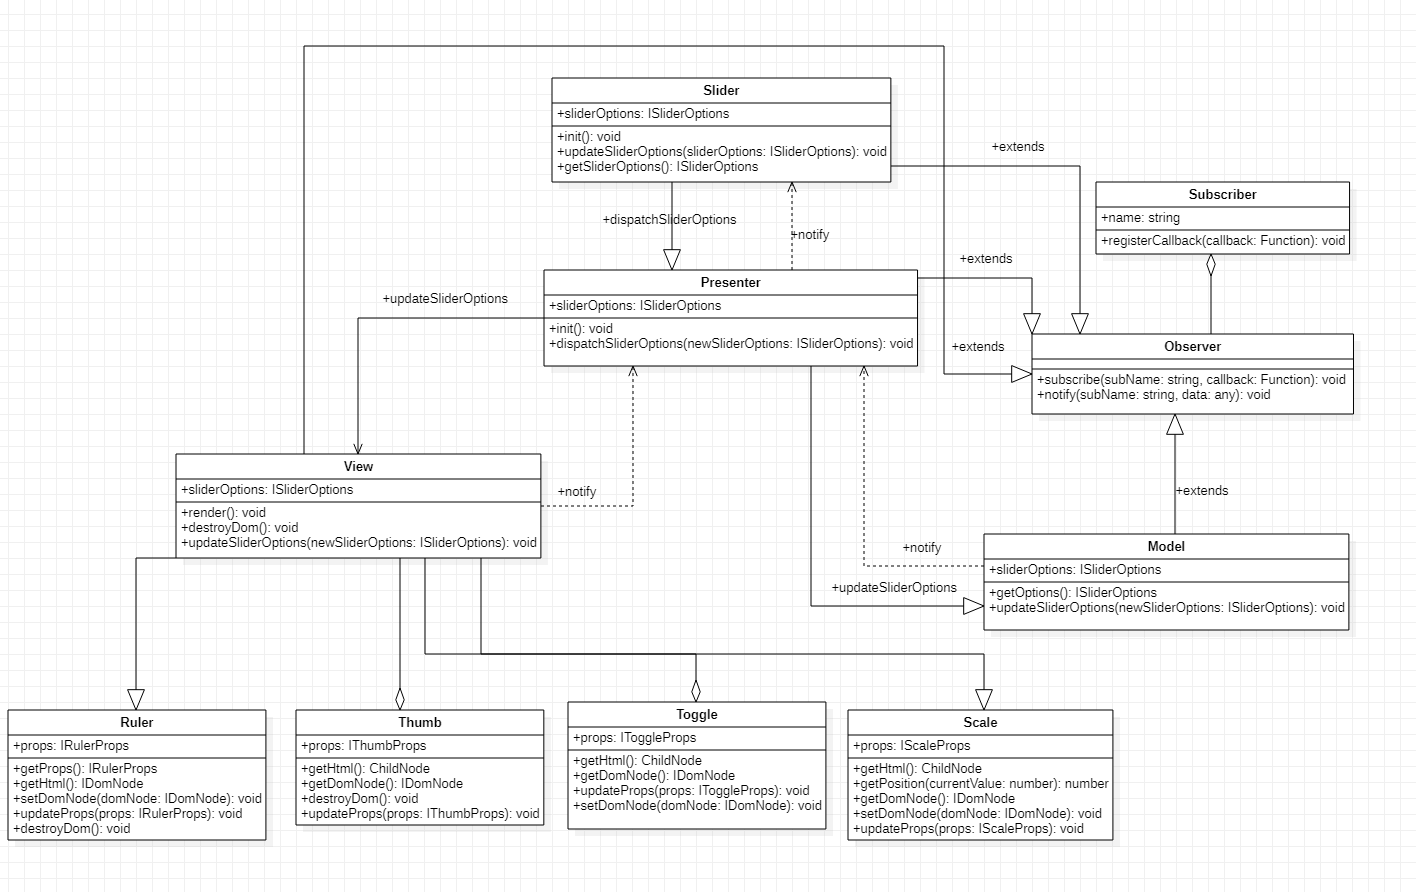 Slider
+sliderOptions: ISliderOptions
+init(): void
+updateSliderOptions(sliderOptions: ISliderOptions): void
+getSliderOptions(): ISliderOptions
+extends
Subscriber
+name: string
+registerCallback(callback: Function): void
+dispatchSliderOptions
+notify
+extends
Presenter
+sliderOptions: ISliderOptions
+init(): void
+dispatchSliderOptions(newSliderOptions: ISliderOptions): void
+updateSliderOptions
+extends
Observer
+subscribe(subName: string, callback: Function): void
+notify(subName: string, data: any): void
View
+sliderOptions: ISliderOptions
+render(): void
+destroyDom(): void
+updateSliderOptions(newSliderOptions: ISliderOptions): void
+notify
+extends
+notify
+updateSliderOptions
Model
+sliderOptions: ISliderOptions
+getOptions(): ISliderOptions
+updateSliderOptions(newSliderOptions: ISliderOptions): void
Ruler
+props: IRulerProps
+getProps(): IRulerProps
+getHtml(): IDomNode
+setDomNode(domNode: IDomNode): void
+updateProps(props: IRulerProps): void
+destroyDom(): void
Thumb
+props: IThumbProps
+getHtml(): ChildNode
+getDomNode(): IDomNode
+destroyDom(): void
+updateProps(props: IThumbProps): void
Toggle
+props: IToggleProps
+getHtml(): ChildNode
+getDomNode(): IDomNode
+updateProps(props: IToggleProps): void
+setDomNode(domNode: IDomNode): void
Scale
+props: IScaleProps
+getHtml(): ChildNode
+getPosition(currentValue: number): number
+getDomNode(): IDomNode
+setDomNode(domNode: IDomNode): void
+updateProps(props: IScaleProps): void